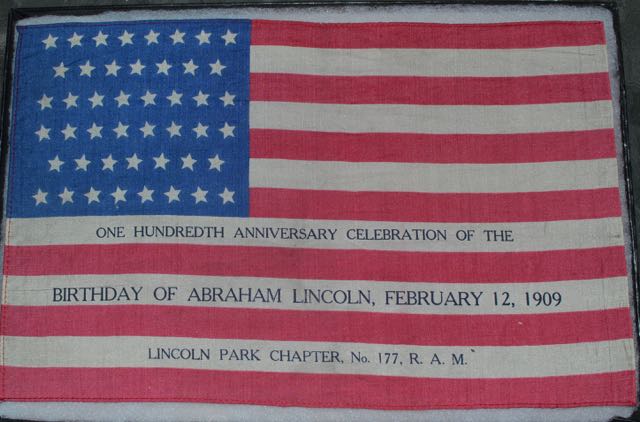 ONE HUNDREDTH ANNIVERSARY CELEBRATION OF THE
BIRTHDAY OF ABRAHAM LINCOLN, FEBRUARY 12, 1909
LINCOLN PARK CHAPTER, No. 177, R. A. M.